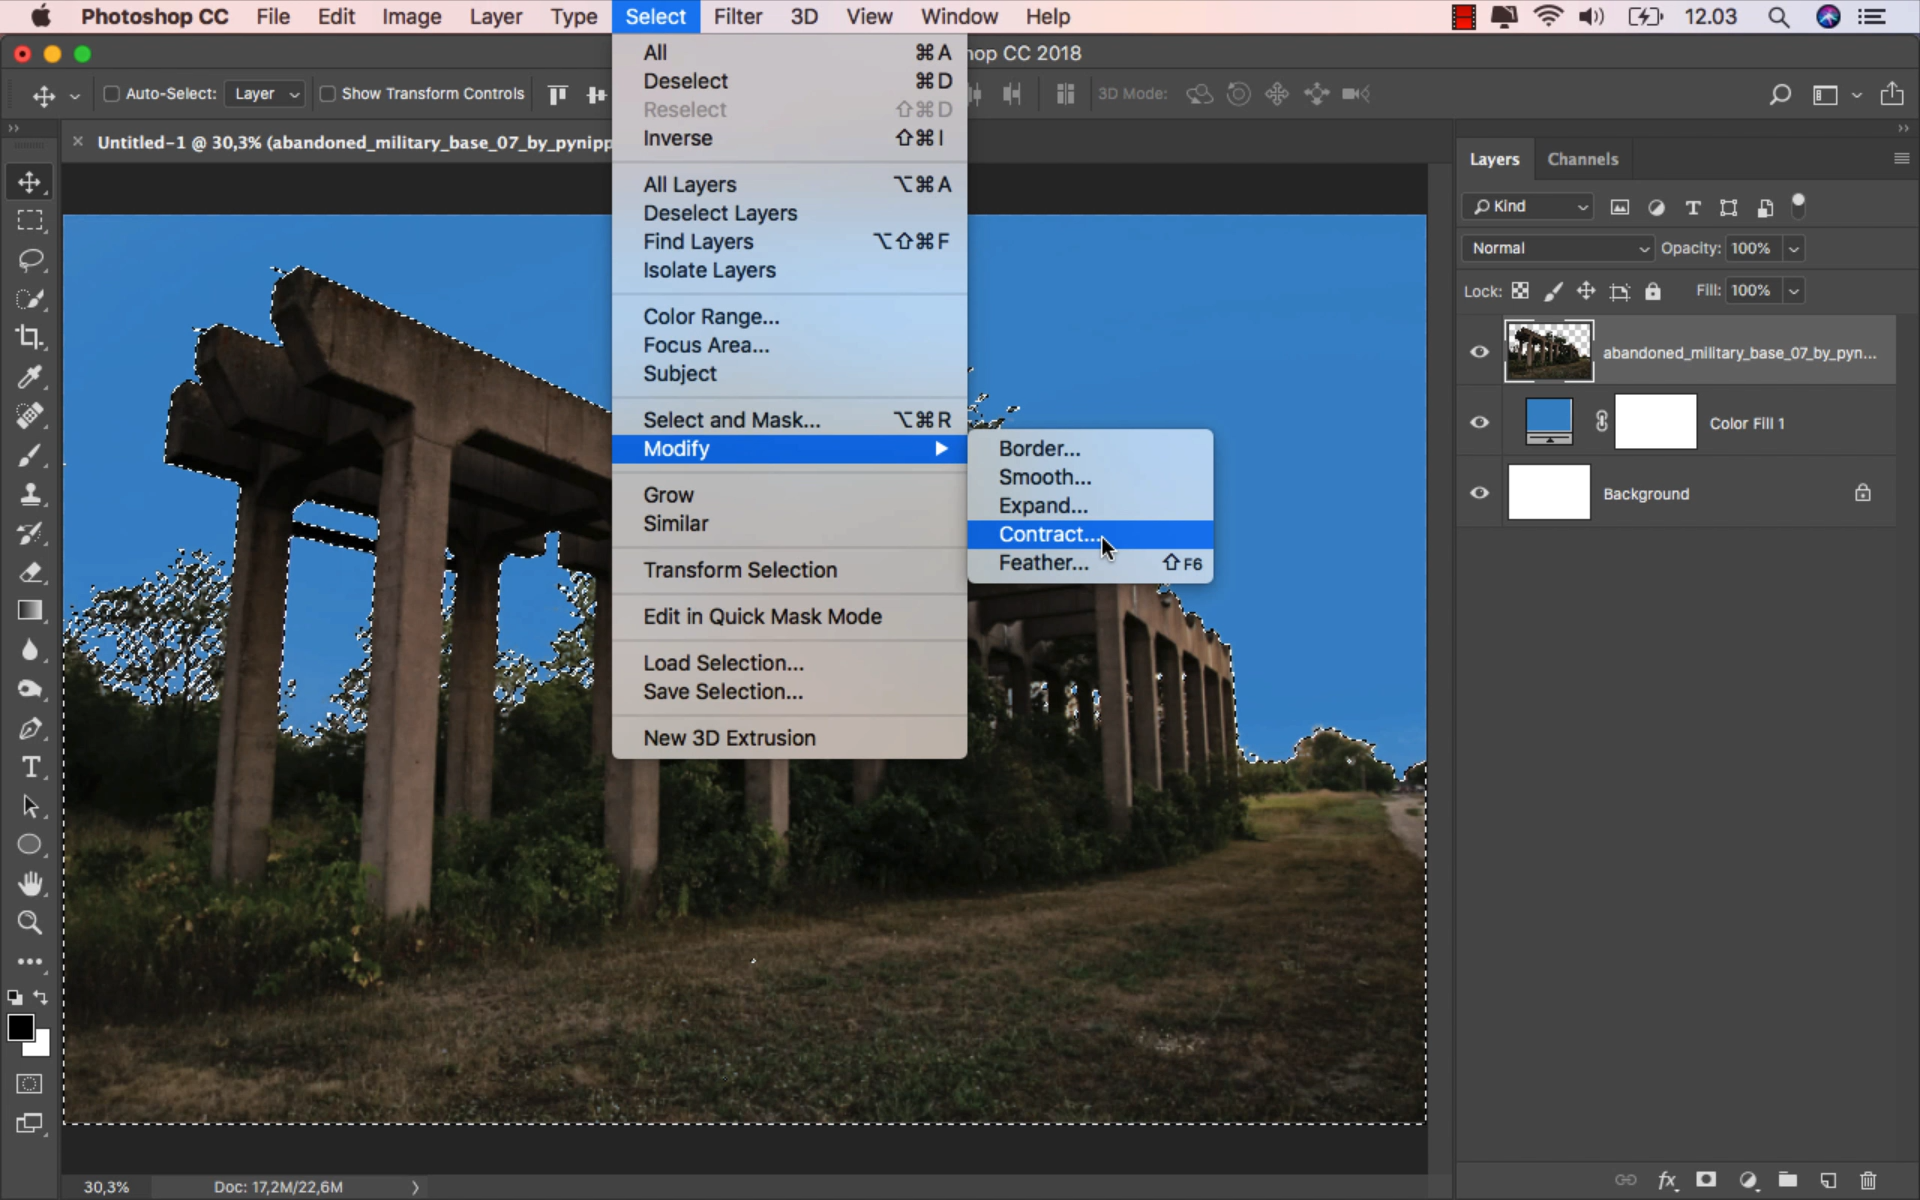 Photoshop CC File Edit Image Layer Type Select Filter 3D View Window Help 12.03
hop CC 2018
Auto-Select: Layer Show Transform Controls 3D Mode:
Untitled-1 @ 30,3% (abandoned_military_base_07_by_pynipp
All ⌘A
Deselect ⌘D
Reselect ⇧⌘D
Inverse ⇧⌘I
All Layers ⌥⌘A
Deselect Layers
Find Layers ⌥⇧⌘F
Isolate Layers
Color Range...
Focus Area...
Subject
Select and Mask... ⌥⌘R
Modify
Grow
Similar
Transform Selection
Edit in Quick Mask Mode
Load Selection...
Save Selection...
New 3D Extrusion
Border...
Smooth...
Expand...
Contract...
Feather... ⇧F6
Layers Channels
Kind
Normal Opacity: 100%
Lock: Fill: 100%
abandoned_military_base_07_by_pyn...
Color Fill 1
Background
30,3% Doc: 17,2M/22,6M
fx